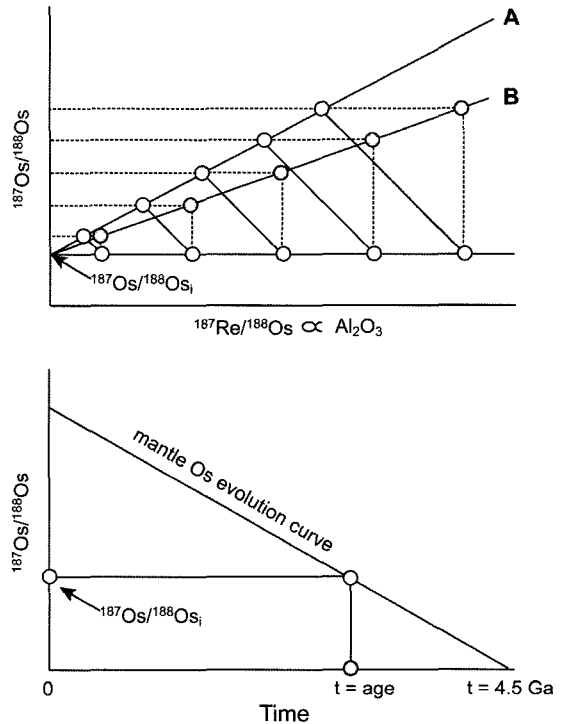 A
B
¹⁸⁷Os/¹⁸⁸Os
¹⁸⁷Os/¹⁸⁸Osᵢ
¹⁸⁷Re/¹⁸⁸Os ∝ Al₂O₃
mantle Os evolution curve
¹⁸⁷Os/¹⁸⁸Os
¹⁸⁷Os/¹⁸⁸Osᵢ
0
t = age
t = 4.5 Ga
Time